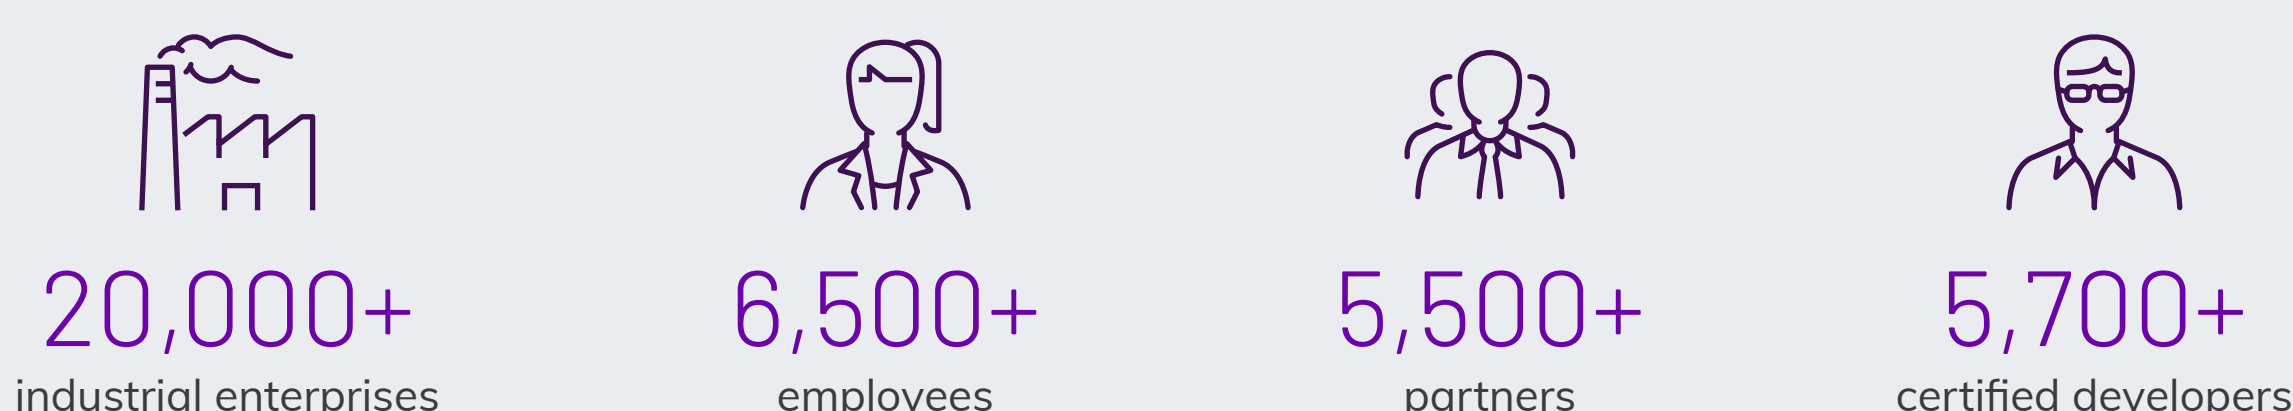 20,000+ 6,500+ 5,500+ 5,700+
industrial enterprises employees partners certified developers